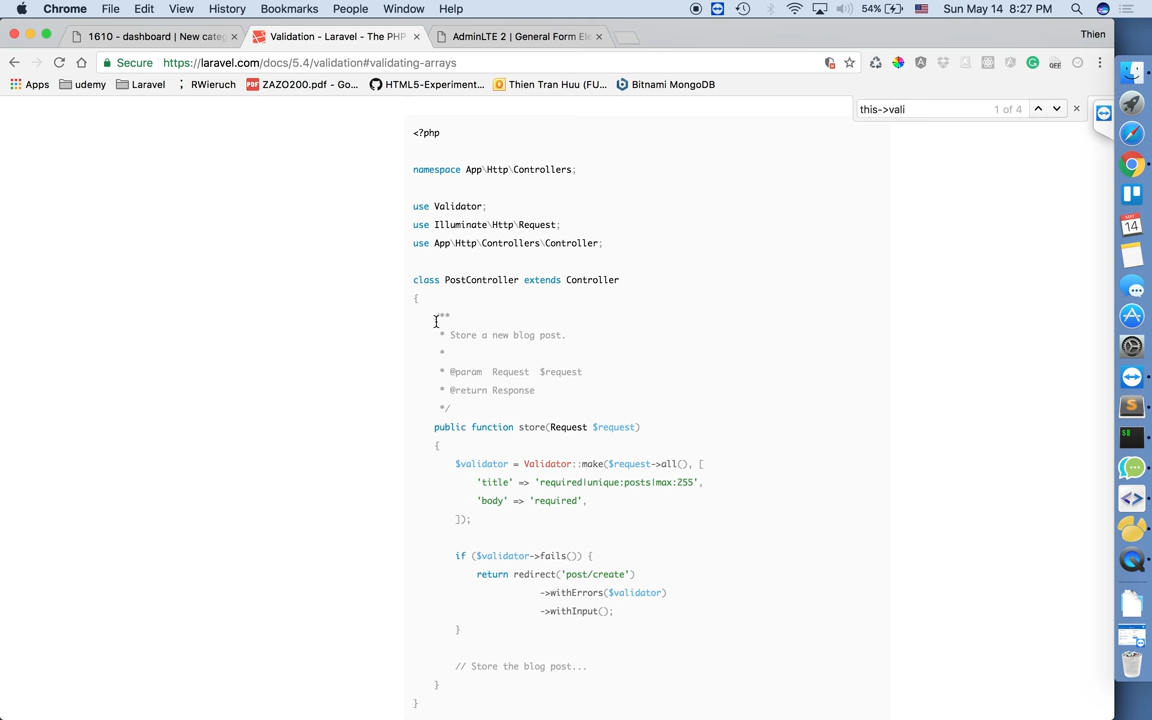 Chrome File Edit View History Bookmarks People Window Help 54% Sun May 14 8:27 PM
1610 - dashboard | New categ × Validation - Laravel - The PHP × AdminLTE 2 | General Form Ele × Thien
Secure https://laravel.com/docs/5.4/validation#validating-arrays
Apps udemy Laravel RWieruch ZAZO200.pdf - Go... HTML5-Experiment... Thien Tran Huu (FU... Bitnami MongoDB
this->vali 1 of 4
<?php
namespace App\Http\Controllers;
use Validator;
use Illuminate\Http\Request;
use App\Http\Controllers\Controller;
class PostController extends Controller
{
/**
* Store a new blog post.
*
* @param Request $request
* @return Response
*/
public function store(Request $request)
{
$validator = Validator::make($request->all(), [
'title' => 'required|unique:posts|max:255',
'body' => 'required',
]);
if ($validator->fails()) {
return redirect('post/create')
->withErrors($validator)
->withInput();
}
// Store the blog post...
}
}